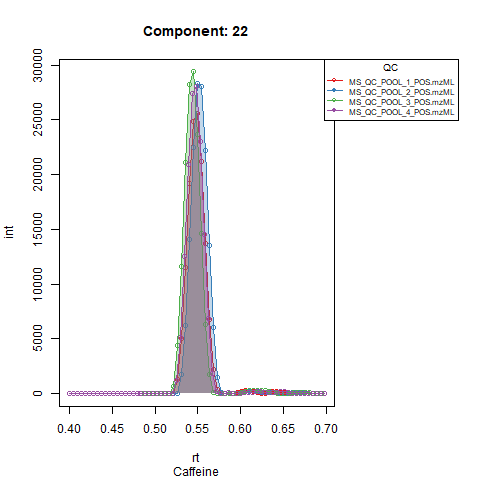 Component: 22
QC
MS_QC_POOL_1_POS.mzML
MS_QC_POOL_2_POS.mzML
MS_QC_POOL_3_POS.mzML
MS_QC_POOL_4_POS.mzML
int
30000
25000
20000
15000
10000
5000
0
0.40 0.45 0.50 0.55 0.60 0.65 0.70
rt
Caffeine